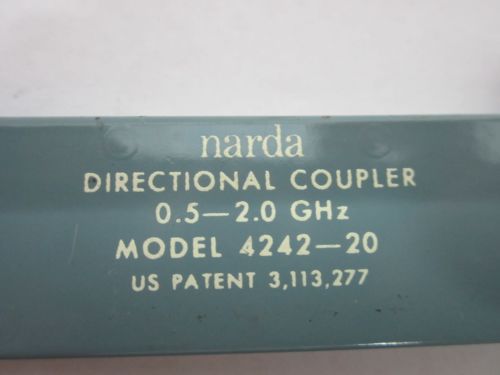 narda
DIRECTIONAL COUPLER
0.5—2.0 GHz
MODEL 4242—20
US PATENT 3,113,277